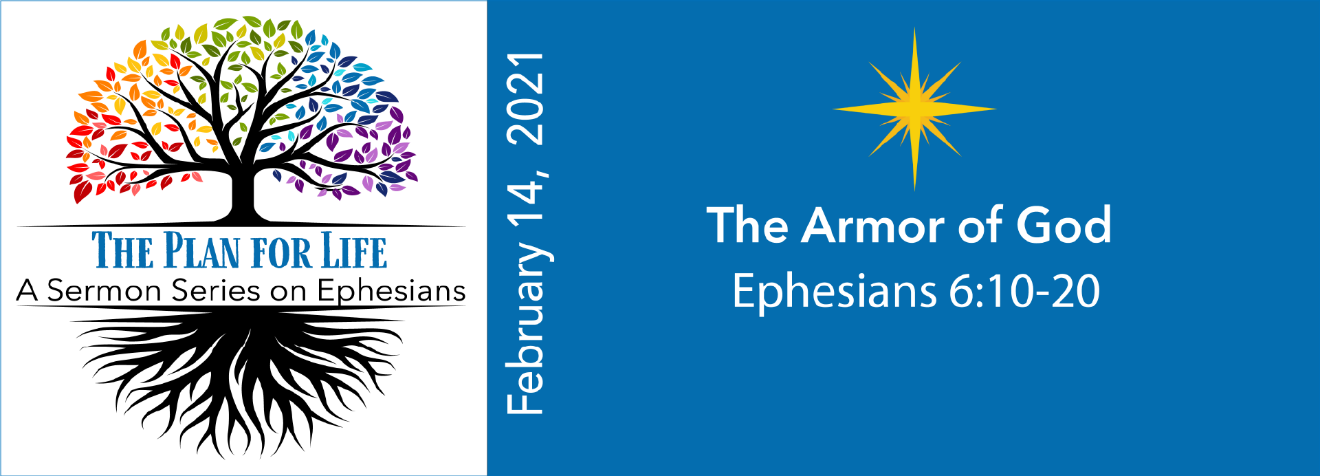 The Plan for Life
A Sermon Series on Ephesians
February 14, 2021
The Armor of God
Ephesians 6:10-20